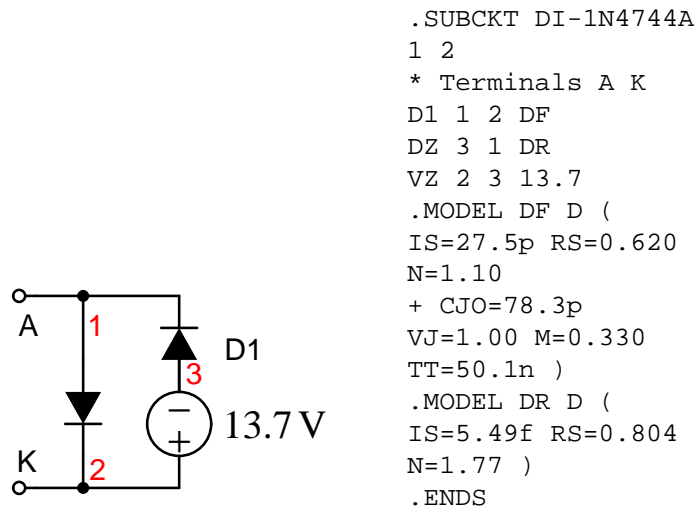 .SUBCKT DI-1N4744A
1 2
* Terminals A K
D1 1 2 DF
DZ 3 1 DR
VZ 2 3 13.7
.MODEL DF D (
IS=27.5p RS=0.620
N=1.10
+ CJO=78.3p
VJ=1.00 M=0.330
TT=50.1n )
.MODEL DR D (
IS=5.49f RS=0.804
N=1.77 )
.ENDS
A
1
D1
3
−
13.7 V
+
K
2